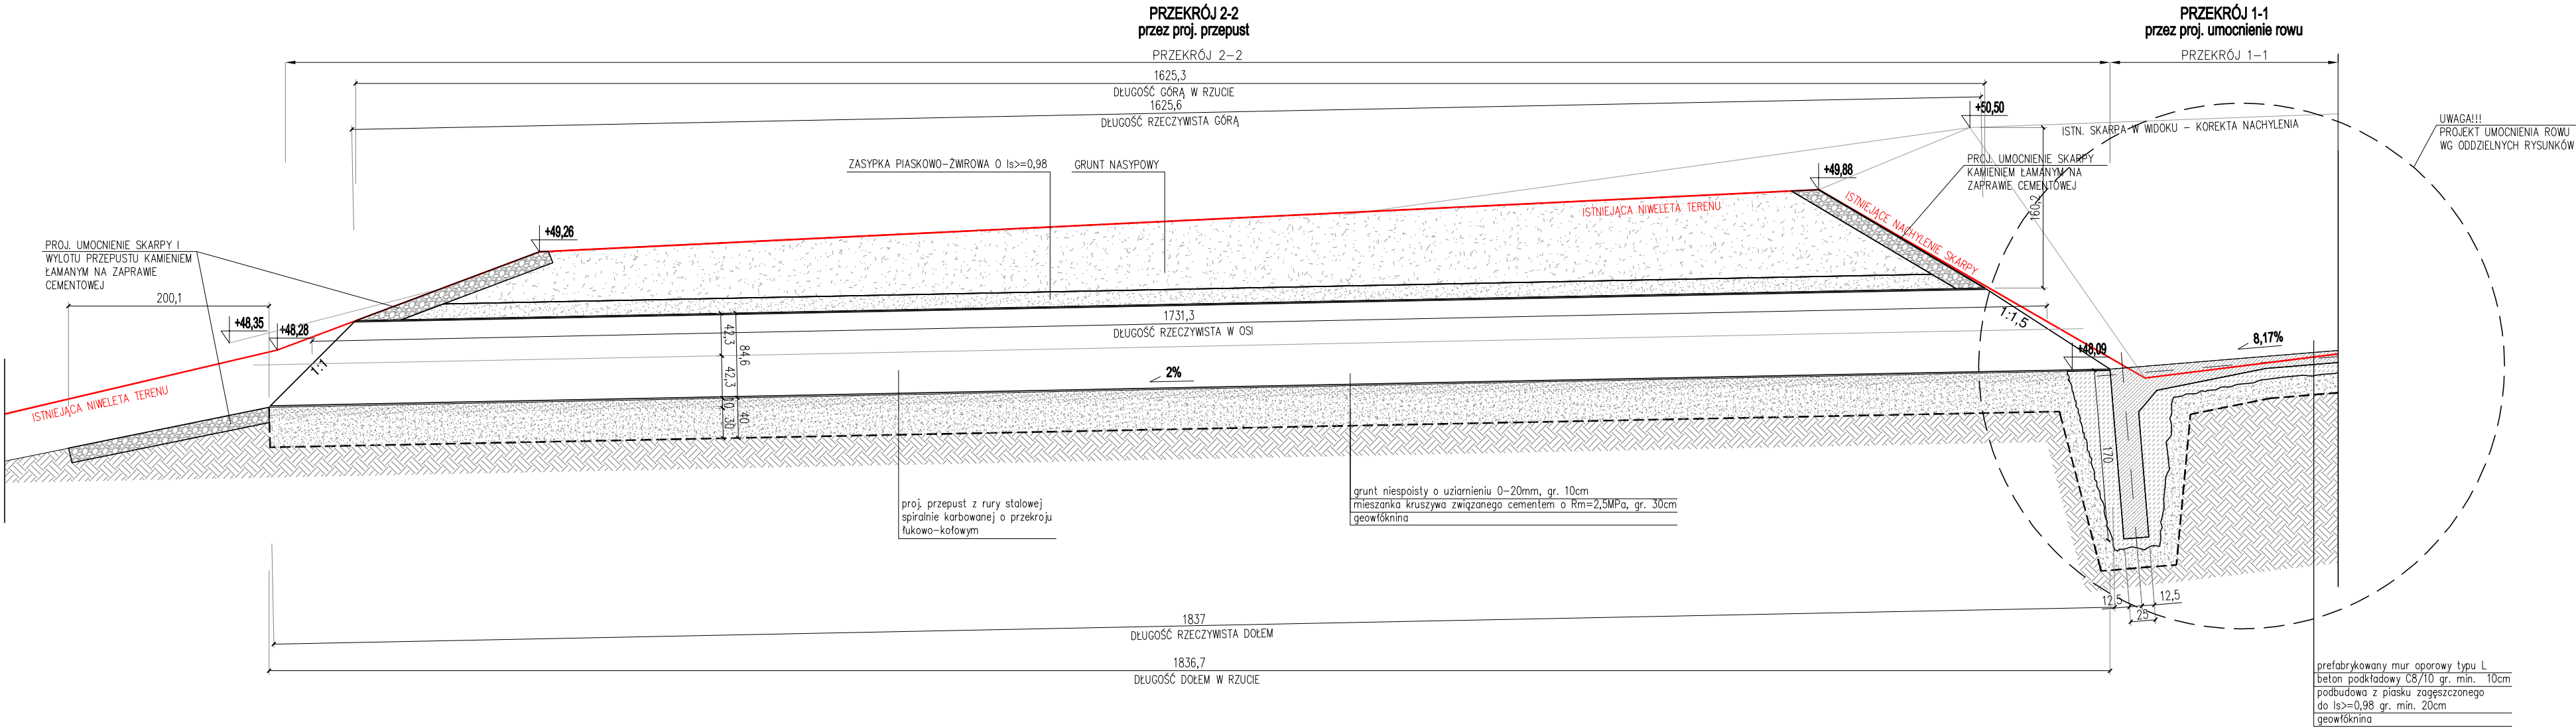 PRZEKRÓJ 2-2
przez proj. przepust
PRZEKRÓJ 1-1
przez proj. umocnienie rowu
PRZEKRÓJ 2-2
PRZEKRÓJ 1-1
1625,3
DŁUGOŚĆ GÓRĄ W RZUCIE
1625,6
DŁUGOŚĆ RZECZYWISTA GÓRĄ
+50,50
ISTN. SKARPA W WIDOKU - KOREKTA NACHYLENIA
UWAGA!!!
PROJEKT UMOCNIENIA ROWU
WG ODDZIELNYCH RYSUNKÓW
ZASYPKA PIASKOWO-ŻWIROWA O Is>=0,98
GRUNT NASYPOWY
+49,88
PROJ. UMOCNIENIE SKARPY
KAMIENIEM ŁAMANYM NA
ZAPRAWIE CEMENTOWEJ
160,2
ISTNIEJĄCA NIWELETA TERENU
ISTNIEJĄCE NACHYLENIE SKARPY
+49,26
PROJ. UMOCNIENIE SKARPY I
WYLOTU PRZEPUSTU KAMIENIEM
ŁAMANYM NA ZAPRAWIE
CEMENTOWEJ
200,1
+48,35
+48,28
1731,3
DŁUGOŚĆ RZECZYWISTA W OSI
42,3
84,6
42,3
10
30
40
1:1
1:1,5
+48,09
8,17%
2%
ISTNIEJĄCA NIWELETA TERENU
170
proj. przepust z rury stalowej
spiralnie karbowanej o przekroju
łukowo-kołowym
grunt niespoisty o uziarnieniu 0-20mm, gr. 10cm
mieszanka kruszywa związanego cementem o Rm=2,5MPa, gr. 30cm
geowłóknina
12,5
12,5
25
1837
DŁUGOŚĆ RZECZYWISTA DOŁEM
1836,7
DŁUGOŚĆ DOŁEM W RZUCIE
prefabrykowany mur oporowy typu L
beton podkładowy C8/10 gr. min. 10cm
podbudowa z piasku zagęszczonego
do Is>=0,98 gr. min. 20cm
geowłóknina